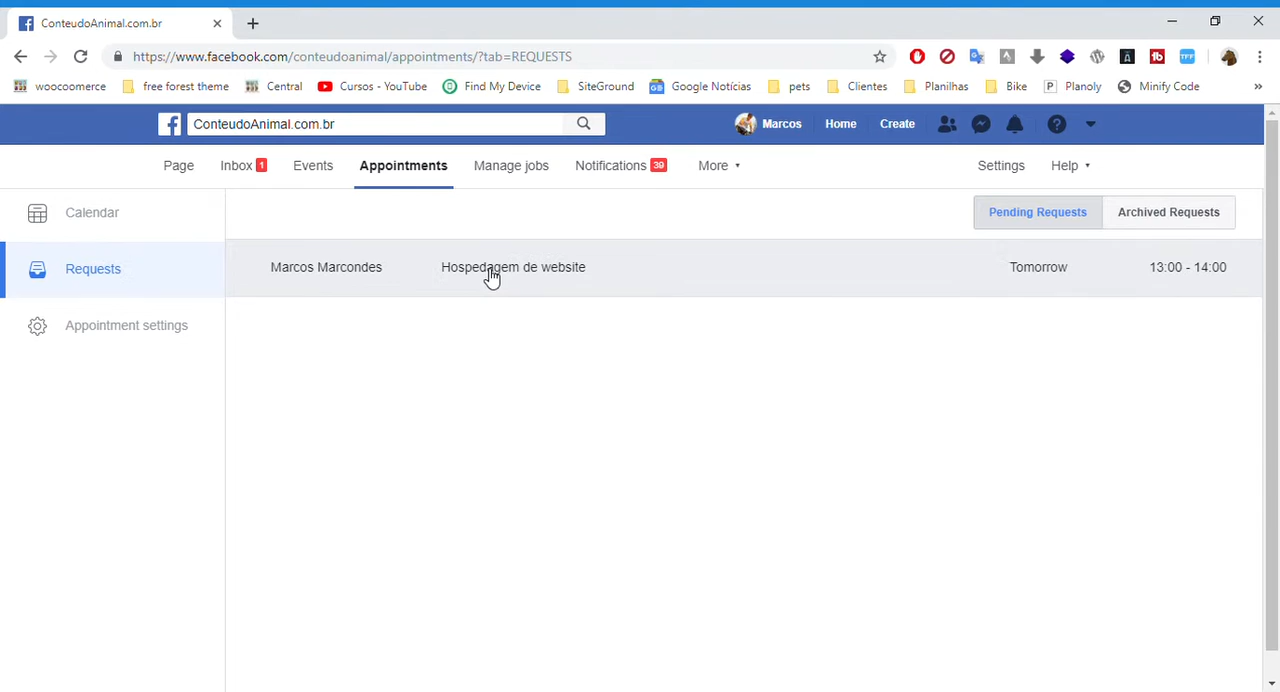 ConteudoAnimal.com.br
https://www.facebook.com/conteudoanimal/appointments/?tab=REQUESTS
woocoomerce free forest theme Central Cursos - YouTube Find My Device SiteGround Google Notícias pets Clientes Planilhas Bike Planoly Minify Code »
ConteudoAnimal.com.br Marcos Home Create
Page Inbox 1 Events Appointments Manage jobs Notifications 39 More Settings Help
Calendar Pending Requests Archived Requests
Requests Marcos Marcondes Hospedagem de website Tomorrow 13:00 - 14:00
Appointment settings